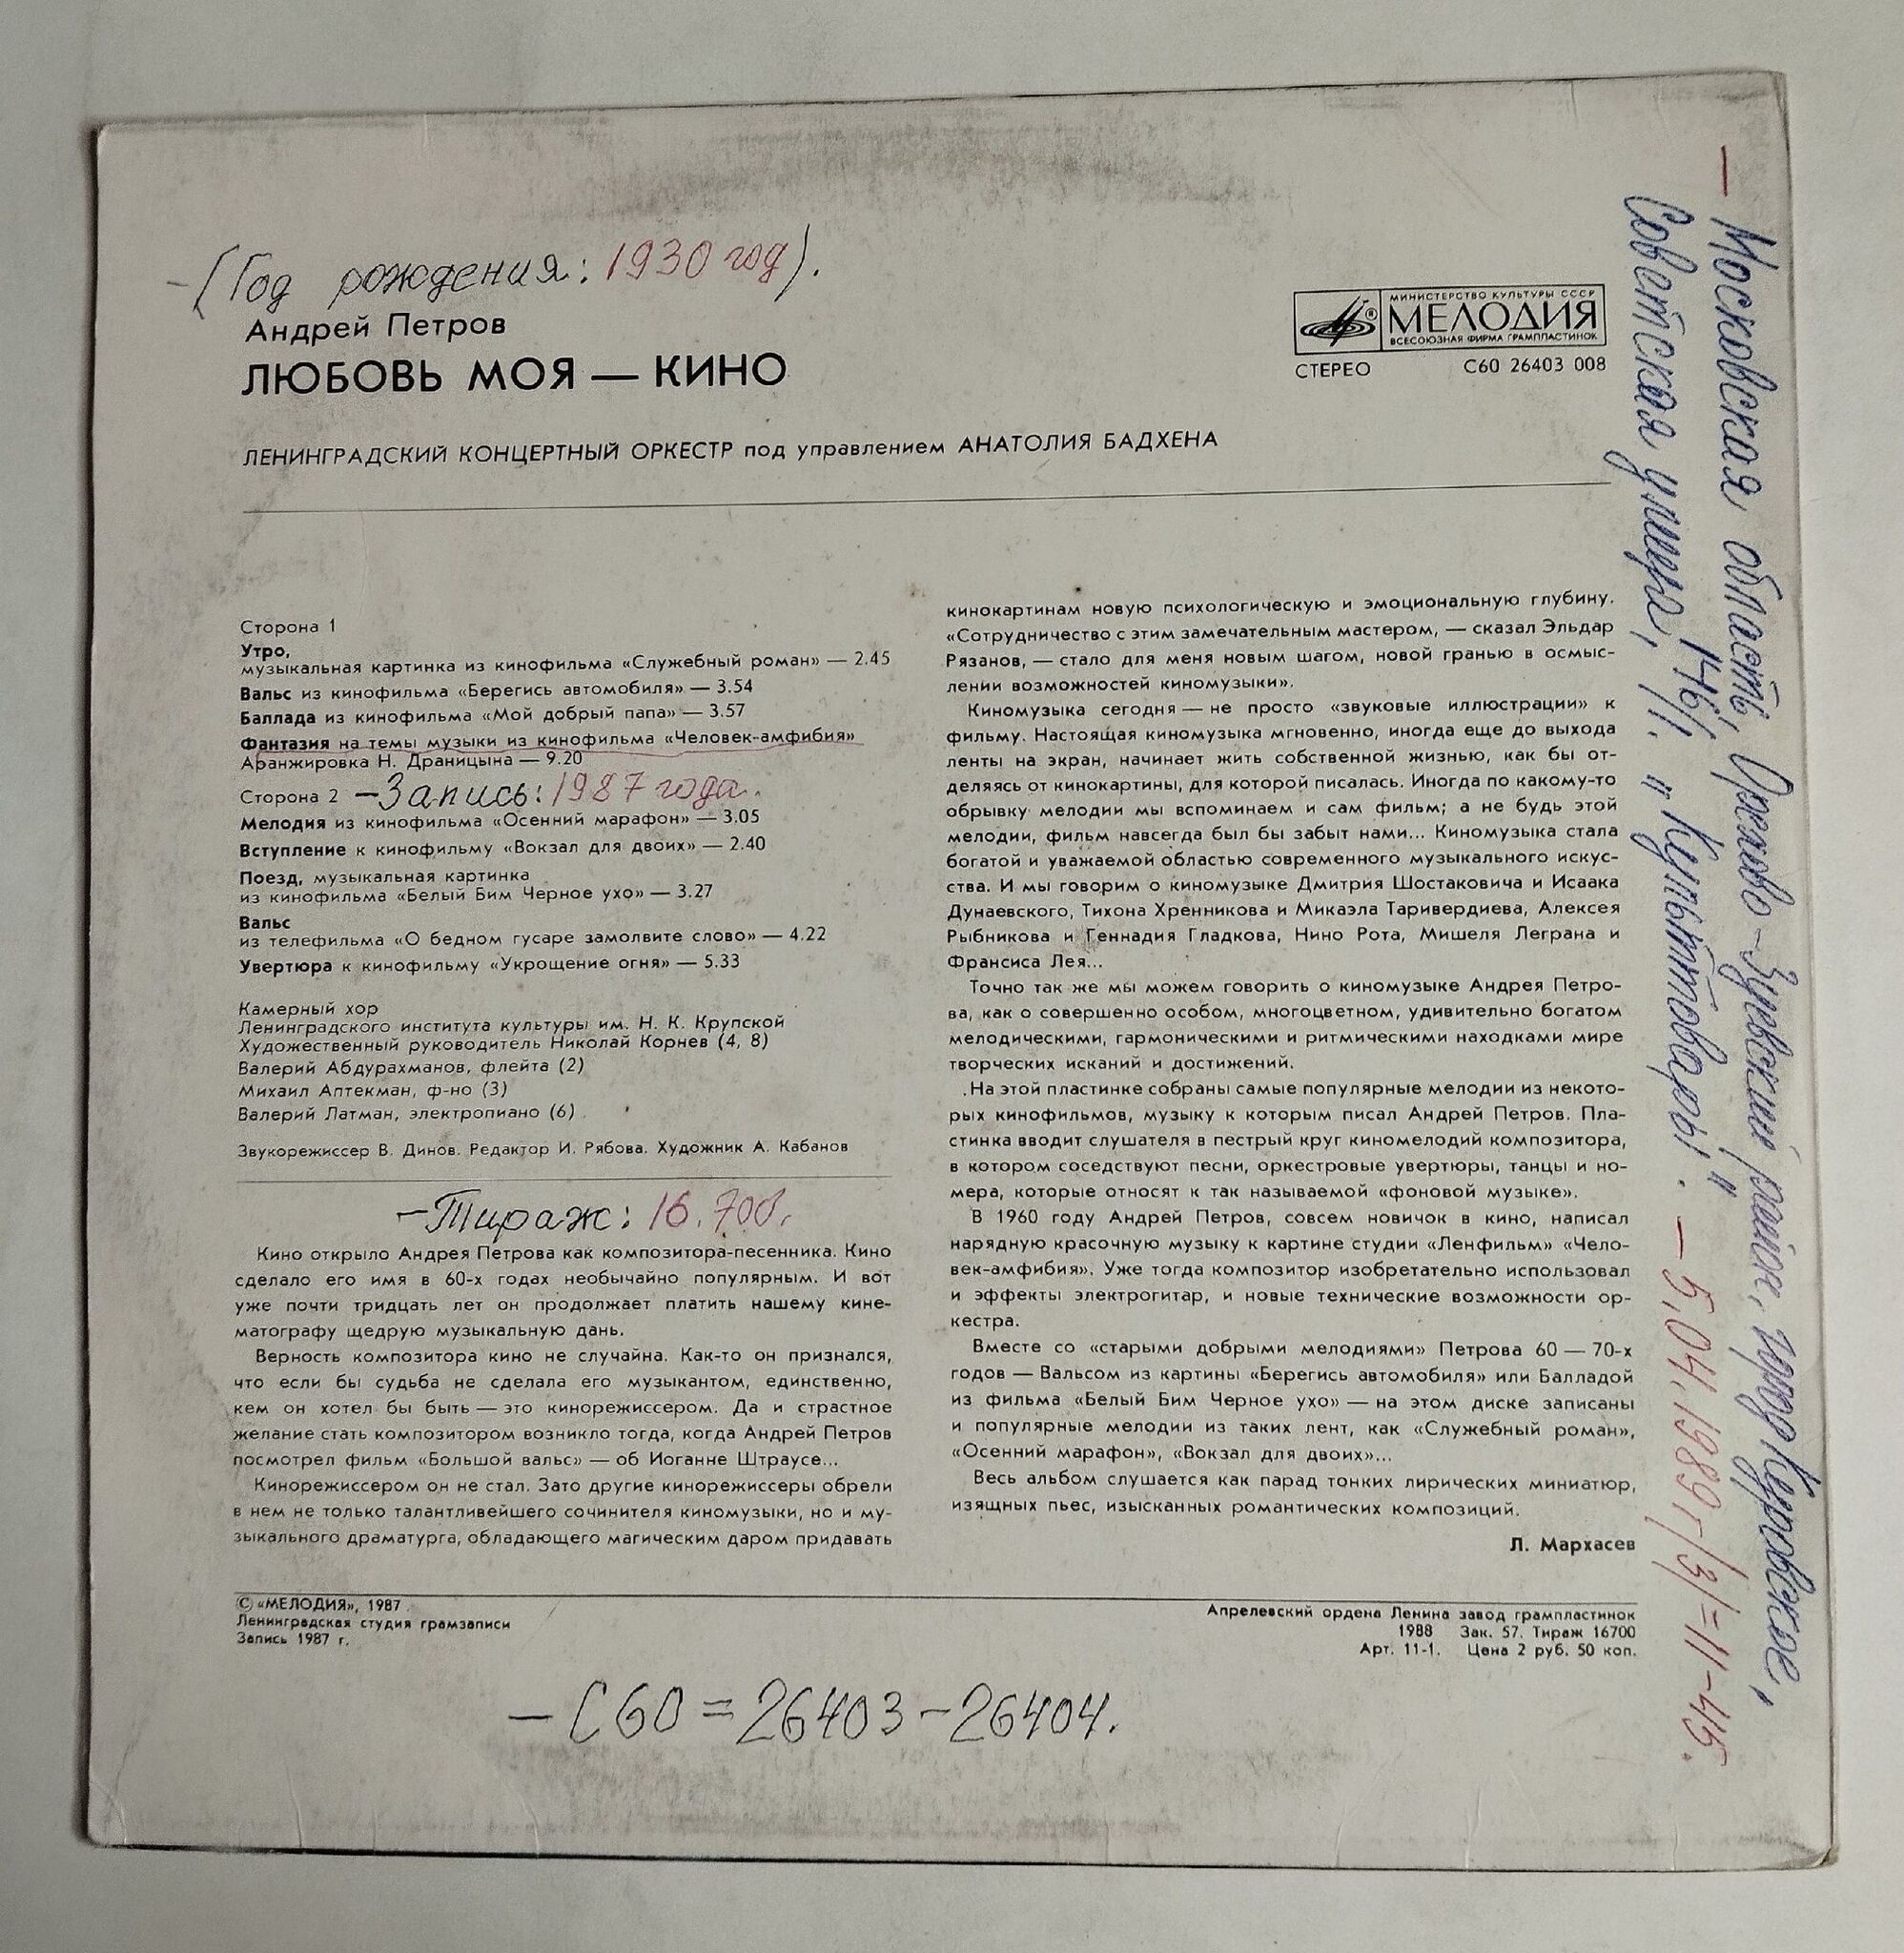 -(Год рождения: 1930 год).
Андрей Петров
ЛЮБОВЬ МОЯ — КИНО
МИНИСТЕРСТВО КУЛЬТУРЫ СССР
®МЕЛОДИЯ
ВСЕСОЮЗНАЯ ФИРМА ГРАМПЛАСТИНОК
СТЕРЕО С60 26403 008
ЛЕНИНГРАДСКИЙ КОНЦЕРТНЫЙ ОРКЕСТР под управлением АНАТОЛИЯ БАДХЕНА
Сторона 1
Утро,
музыкальная картинка из кинофильма «Служебный роман» — 2.45
Вальс из кинофильма «Берегись автомобиля» — 3.54
Баллада из кинофильма «Мой добрый папа» — 3.57
Фантазия на темы музыки из кинофильма «Человек-амфибия»
Аранжировка Н. Драницына — 9.20
Сторона 2 -Запись: 1987 года.
Мелодия из кинофильма «Осенний марафон» — 3.05
Вступление к кинофильму «Вокзал для двоих» — 2.40
Поезд, музыкальная картинка
из кинофильма «Белый Бим Черное ухо» — 3.27
Вальс
из телефильма «О бедном гусаре замолвите слово» — 4.22
Увертюра к кинофильму «Укрощение огня» — 5.33
Камерный хор
Ленинградского института культуры им. Н. К. Крупской
Художественный руководитель Николай Корнев (4, 8)
Валерий Абдурахманов, флейта (2)
Михаил Аптекман, ф-но (3)
Валерий Латман, электропиано (6)
Звукорежиссер В. Динов. Редактор И. Рябова. Художник А. Кабанов
-Тираж: 16.700.
Кино открыло Андрея Петрова как композитора-песенника. Кино
сделало его имя в 60-х годах необычайно популярным. И вот
уже почти тридцать лет он продолжает платить нашему кине-
матографу щедрую музыкальную дань.
Верность композитора кино не случайна. Как-то он признался,
что если бы судьба не сделала его музыкантом, единственно,
кем он хотел бы быть — это кинорежиссером. Да и страстное
желание стать композитором возникло тогда, когда Андрей Петров
посмотрел фильм «Большой вальс» — об Иоганне Штраусе...
Кинорежиссером он не стал. Зато другие кинорежиссеры обрели
в нем не только талантливейшего сочинителя киномузыки, но и му-
зыкального драматурга, обладающего магическим даром придавать
кинокартинам новую психологическую и эмоциональную глубину.
«Сотрудничество с этим замечательным мастером, — сказал Эльдар
Рязанов, — стало для меня новым шагом, новой гранью в осмыс-
лении возможностей киномузыки».
Киномузыка сегодня — не просто «звуковые иллюстрации» к
фильму. Настоящая киномузыка мгновенно, иногда еще до выхода
ленты на экран, начинает жить собственной жизнью, как бы от-
деляясь от кинокартины, для которой писалась. Иногда по какому-то
обрывку мелодии мы вспоминаем и сам фильм; а не будь этой
мелодии, фильм навсегда был бы забыт нами... Киномузыка стала
богатой и уважаемой областью современного музыкального искус-
ства. И мы говорим о киномузыке Дмитрия Шостаковича и Исаака
Дунаевского, Тихона Хренникова и Микаэла Таривердиева, Алексея
Рыбникова и Геннадия Гладкова, Нино Рота, Мишеля Леграна и
Франсиса Лея...
Точно так же мы можем говорить о киномузыке Андрея Петро-
ва, как о совершенно особом, многоцветном, удивительно богатом
мелодическими, гармоническими и ритмическими находками мире
творческих исканий и достижений.
На этой пластинке собраны самые популярные мелодии из некото-
рых кинофильмов, музыку к которым писал Андрей Петров. Пла-
стинка вводит слушателя в пестрый круг киномелодий композитора,
в котором соседствуют песни, оркестровые увертюры, танцы и но-
мера, которые относят к так называемой «фоновой музыке».
В 1960 году Андрей Петров, совсем новичок в кино, написал
нарядную красочную музыку к картине студии «Ленфильм» «Чело-
век-амфибия». Уже тогда композитор изобретательно использовал
и эффекты электрогитар, и новые технические возможности ор-
кестра.
Вместе со «старыми добрыми мелодиями» Петрова 60 — 70-х
годов — Вальсом из картины «Берегись автомобиля» или Балладой
из фильма «Белый Бим Черное ухо» — на этом диске записаны
и популярные мелодии из таких лент, как «Служебный роман»,
«Осенний марафон», «Вокзал для двоих»...
Весь альбом слушается как парад тонких лирических миниатюр,
изящных пьес, изысканных романтических композиций.
Л. Мархасев
© «МЕЛОДИЯ», 1987
Ленинградская студия грамзаписи
Запись 1987 г.
Апрелевский ордена Ленина завод грампластинок
1988 Зак. 57. Тираж 16700
Арт. 11-1. Цена 2 руб. 50 коп.
— С60=26403-26404.
— Московская область, Орехово-Зуевский район, город Куровское,
Советская улица, 146/1. "Культтовары." — 5,04,1989г/3/=11-45.